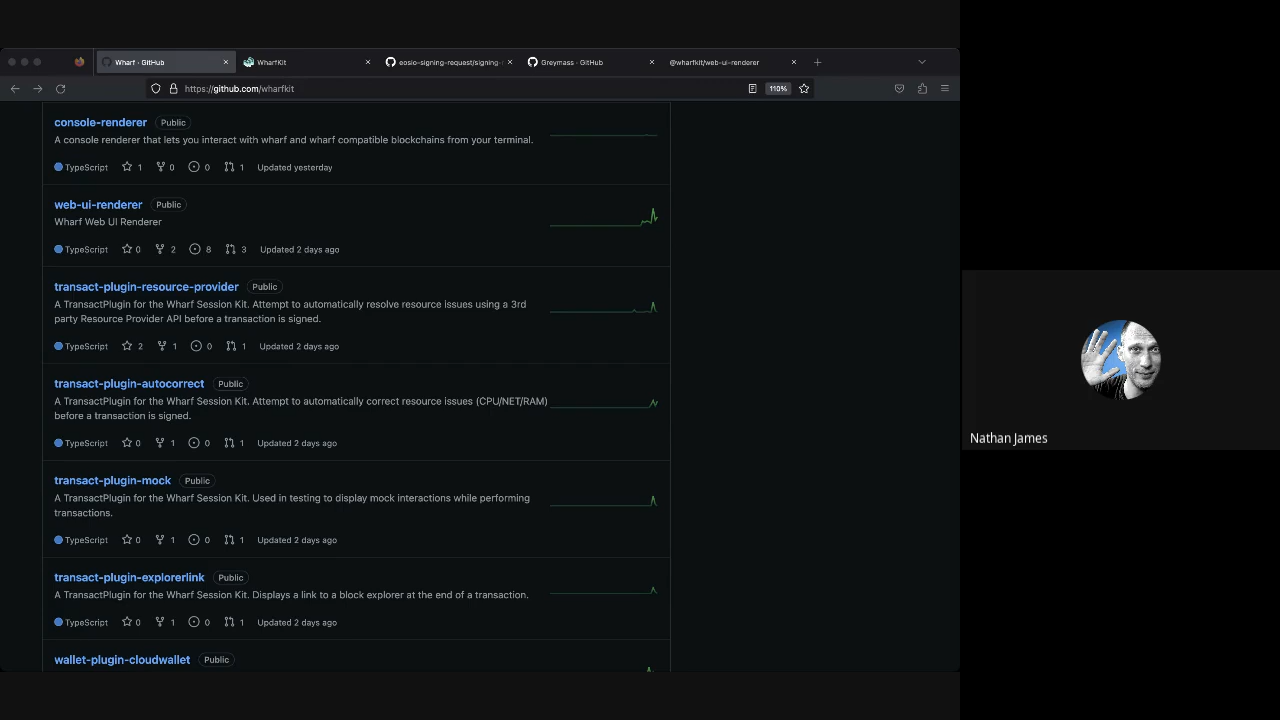 Wharf · GitHub
WharfKit
eosio-signing-request/signing-r
Greymass · GitHub
@wharfkit/web-ui-renderer
https://github.com/wharfkit
110%
console-renderer Public
A console renderer that lets you interact with wharf and wharf compatible blockchains from your terminal.
TypeScript 1 0 0 1 Updated yesterday
web-ui-renderer Public
Wharf Web UI Renderer
TypeScript 0 2 8 3 Updated 2 days ago
transact-plugin-resource-provider Public
A TransactPlugin for the Wharf Session Kit. Attempt to automatically resolve resource issues using a 3rd
party Resource Provider API before a transaction is signed.
TypeScript 2 1 0 1 Updated 2 days ago
transact-plugin-autocorrect Public
A TransactPlugin for the Wharf Session Kit. Attempt to automatically correct resource issues (CPU/NET/RAM)
before a transaction is signed.
TypeScript 0 1 0 1 Updated 2 days ago
transact-plugin-mock Public
A TransactPlugin for the Wharf Session Kit. Used in testing to display mock interactions while performing
transactions.
TypeScript 0 1 0 1 Updated 2 days ago
transact-plugin-explorerlink Public
A TransactPlugin for the Wharf Session Kit. Displays a link to a block explorer at the end of a transaction.
TypeScript 0 1 0 1 Updated 2 days ago
wallet-plugin-cloudwallet Public
Nathan James